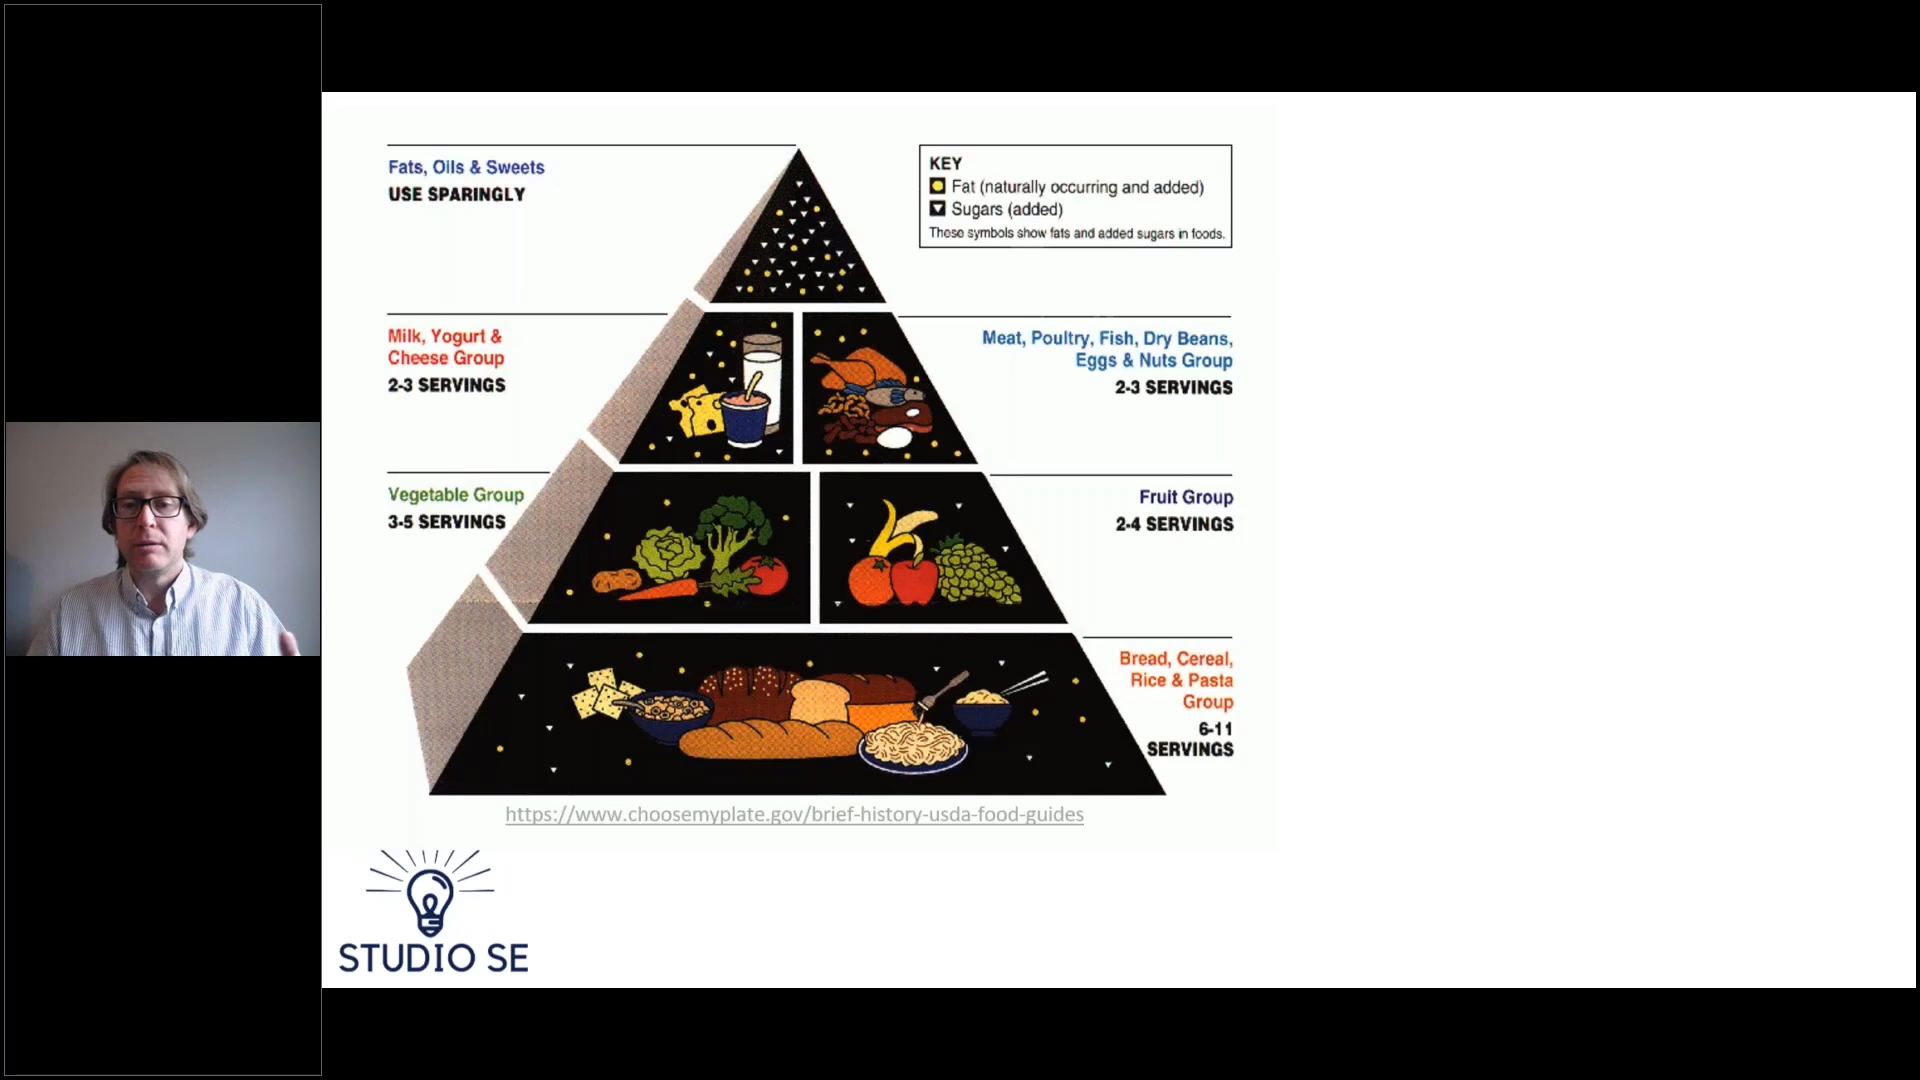 Fats, Oils & Sweets
USE SPARINGLY
KEY
Fat (naturally occurring and added)
Sugars (added)
These symbols show fats and added sugars in foods.
Milk, Yogurt &
Cheese Group
2-3 SERVINGS
Meat, Poultry, Fish, Dry Beans,
Eggs & Nuts Group
2-3 SERVINGS
Vegetable Group
3-5 SERVINGS
Fruit Group
2-4 SERVINGS
Bread, Cereal,
Rice & Pasta
Group
6-11
SERVINGS
https://www.choosemyplate.gov/brief-history-usda-food-guides
STUDIO SE